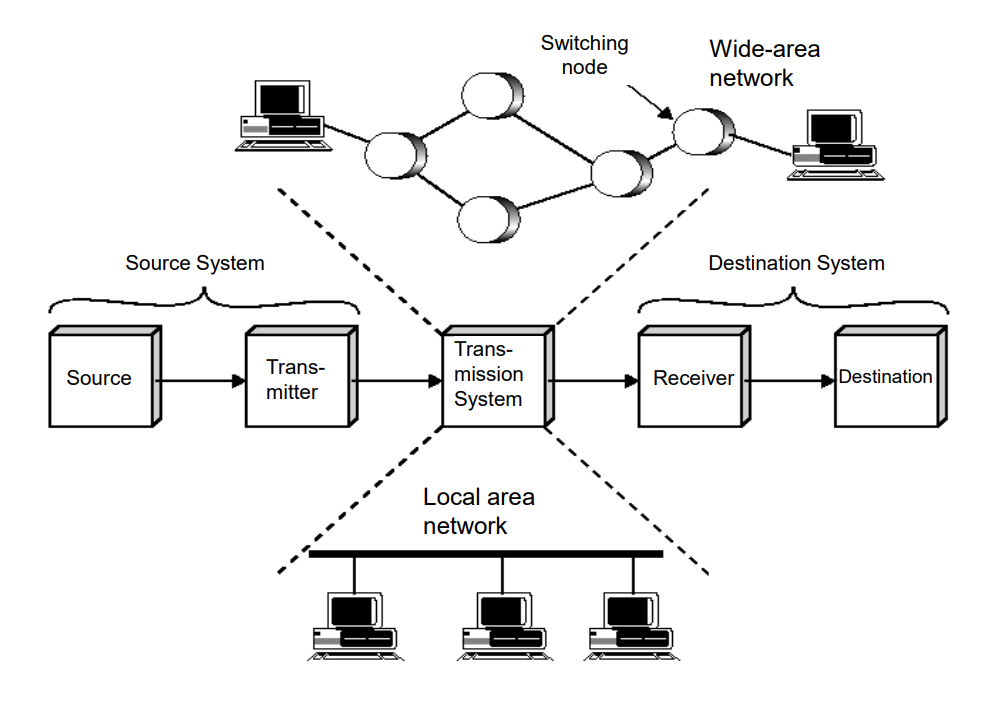 Switching
node
Wide-area
network
Source System
Destination System
Source
Trans-
mitter
Trans-
mission
System
Receiver
Destination
Local area
network